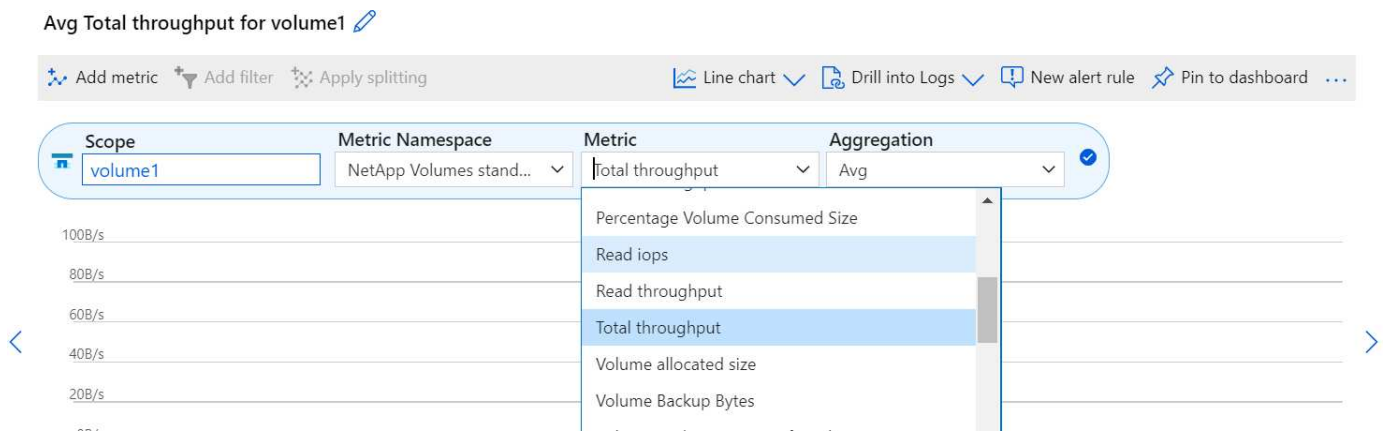 Avg Total throughput for volume1
Add metric Add filter Apply splitting Line chart Drill into Logs New alert rule Pin to dashboard ...
Scope Metric Namespace Metric Aggregation
volume1 NetApp Volumes stand... Total throughput Avg
Percentage Volume Consumed Size
100B/s
Read iops
80B/s
Read throughput
60B/s
Total throughput
40B/s
Volume allocated size
20B/s
Volume Backup Bytes